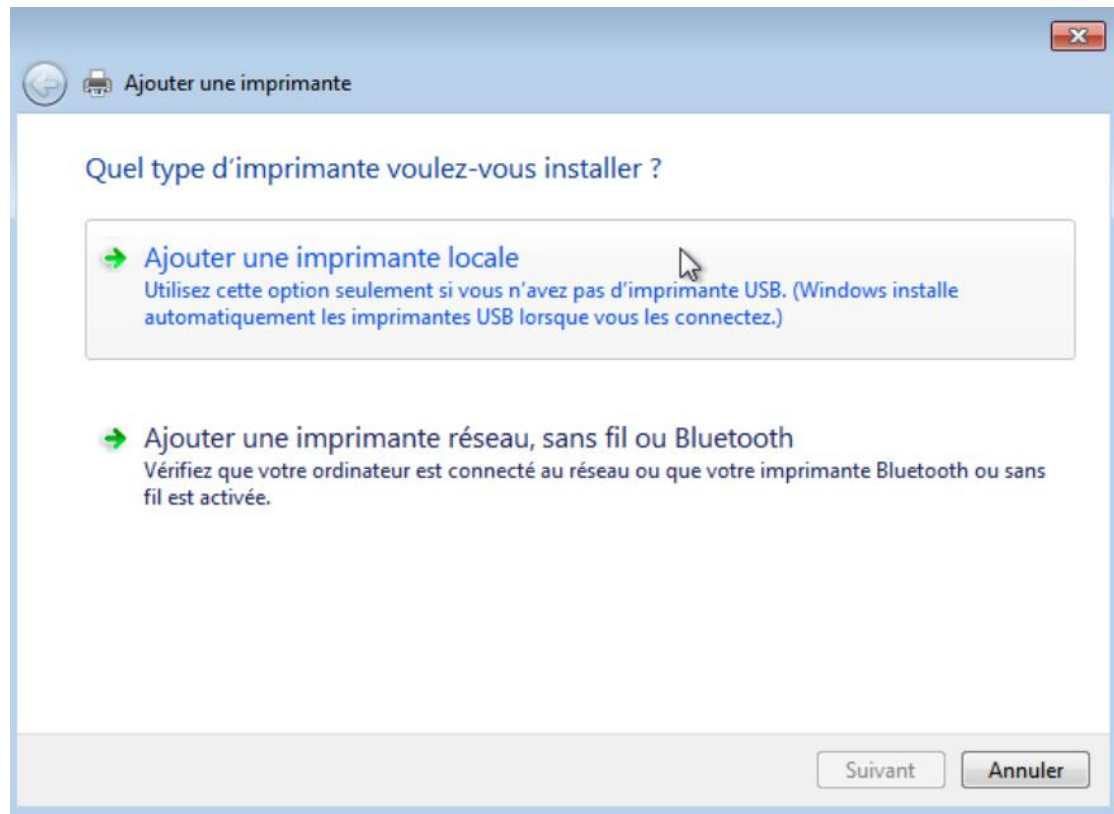 Ajouter une imprimante
Quel type d'imprimante voulez-vous installer ?
Ajouter une imprimante locale
Utilisez cette option seulement si vous n'avez pas d'imprimante USB. (Windows installe
automatiquement les imprimantes USB lorsque vous les connectez.)
Ajouter une imprimante réseau, sans fil ou Bluetooth
Vérifiez que votre ordinateur est connecté au réseau ou que votre imprimante Bluetooth ou sans
fil est activée.
Suivant
Annuler